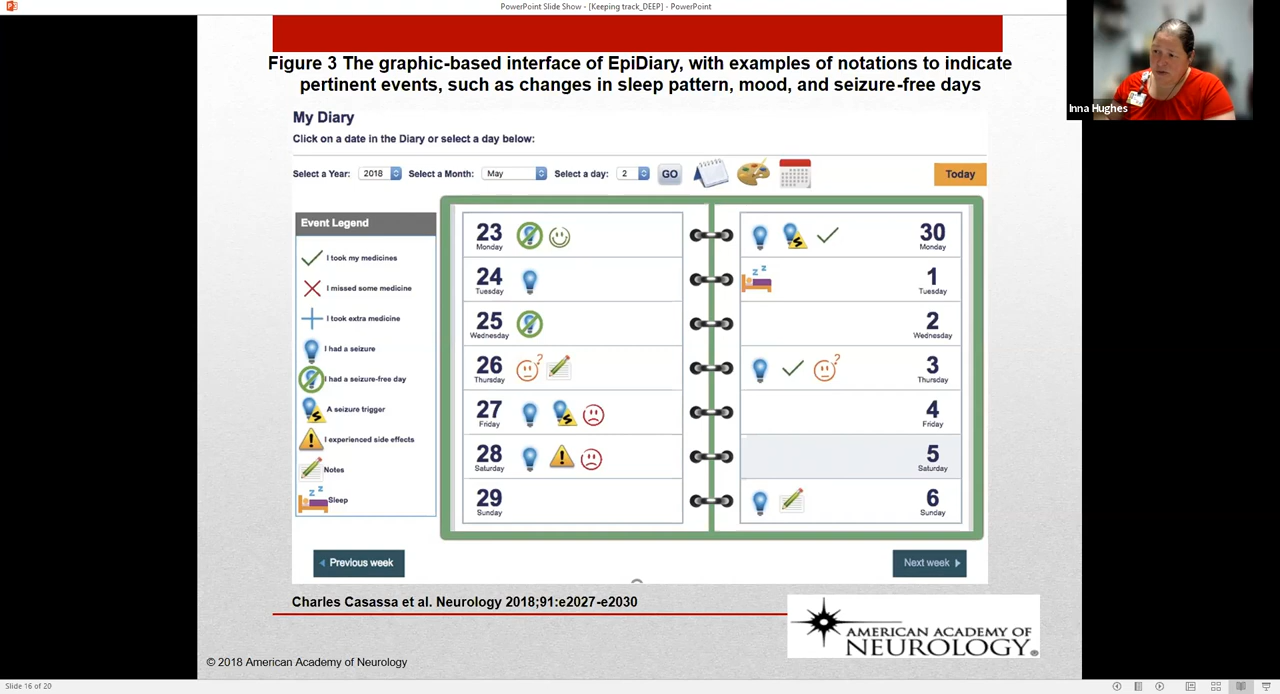 PowerPoint Slide Show - [Keeping track_DEEP] - PowerPoint
Inna Hughes
Figure 3 The graphic-based interface of EpiDiary, with examples of notations to indicate
pertinent events, such as changes in sleep pattern, mood, and seizure-free days
My Diary
Click on a date in the Diary or select a day below:
Select a Year: 2018 Select a Month: May Select a day: 2 GO Today
Event Legend
I took my medicines
I missed some medicine
I took extra medicine
I had a seizure
I had a seizure-free day
A seizure trigger
I experienced side effects
Notes
Sleep
23
Monday
24
Tuesday
25
Wednesday
26
Thursday
27
Friday
28
Saturday
29
Sunday
30
Monday
1
Tuesday
2
Wednesday
3
Thursday
4
Friday
5
Saturday
6
Sunday
Previous week
Next week
Charles Casassa et al. Neurology 2018;91:e2027-e2030
AMERICAN ACADEMY OF
NEUROLOGY®
© 2018 American Academy of Neurology
Slide 16 of 20